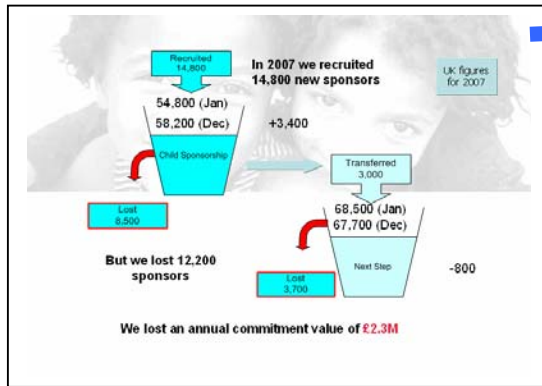 Recruited
14,800
In 2007 we recruited
14,800 new sponsors
UK figures
for 2007
54,800 (Jan)
58,200 (Dec)
+3,400
Child Sponsorship
Transferred
3,000
Lost
8,500
68,500 (Jan)
67,700 (Dec)
But we lost 12,200
sponsors
Next Step
-800
Lost
3,700
We lost an annual commitment value of £2.3M